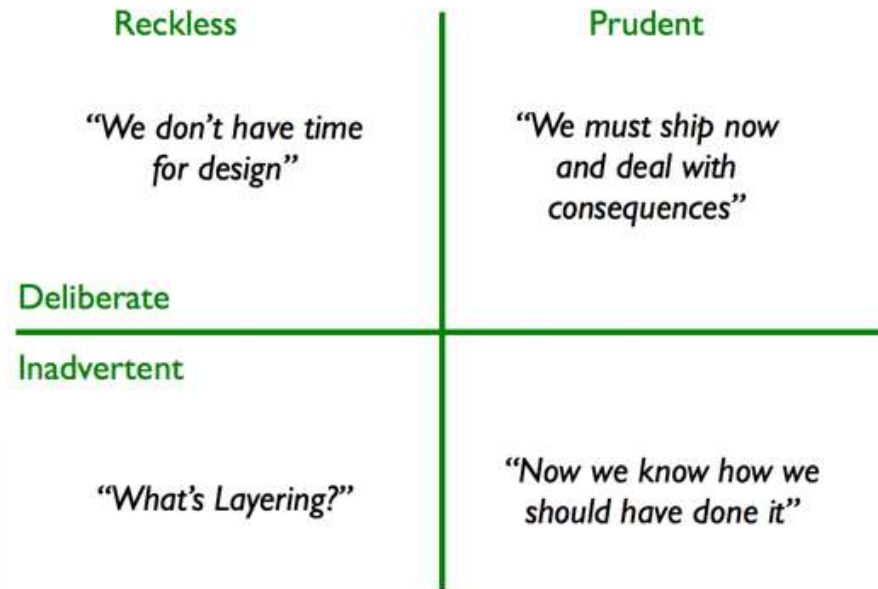 Reckless
Prudent
“We don’t have time
for design”
“We must ship now
and deal with
consequences”
Deliberate
Inadvertent
“What’s Layering?”
“Now we know how we
should have done it”